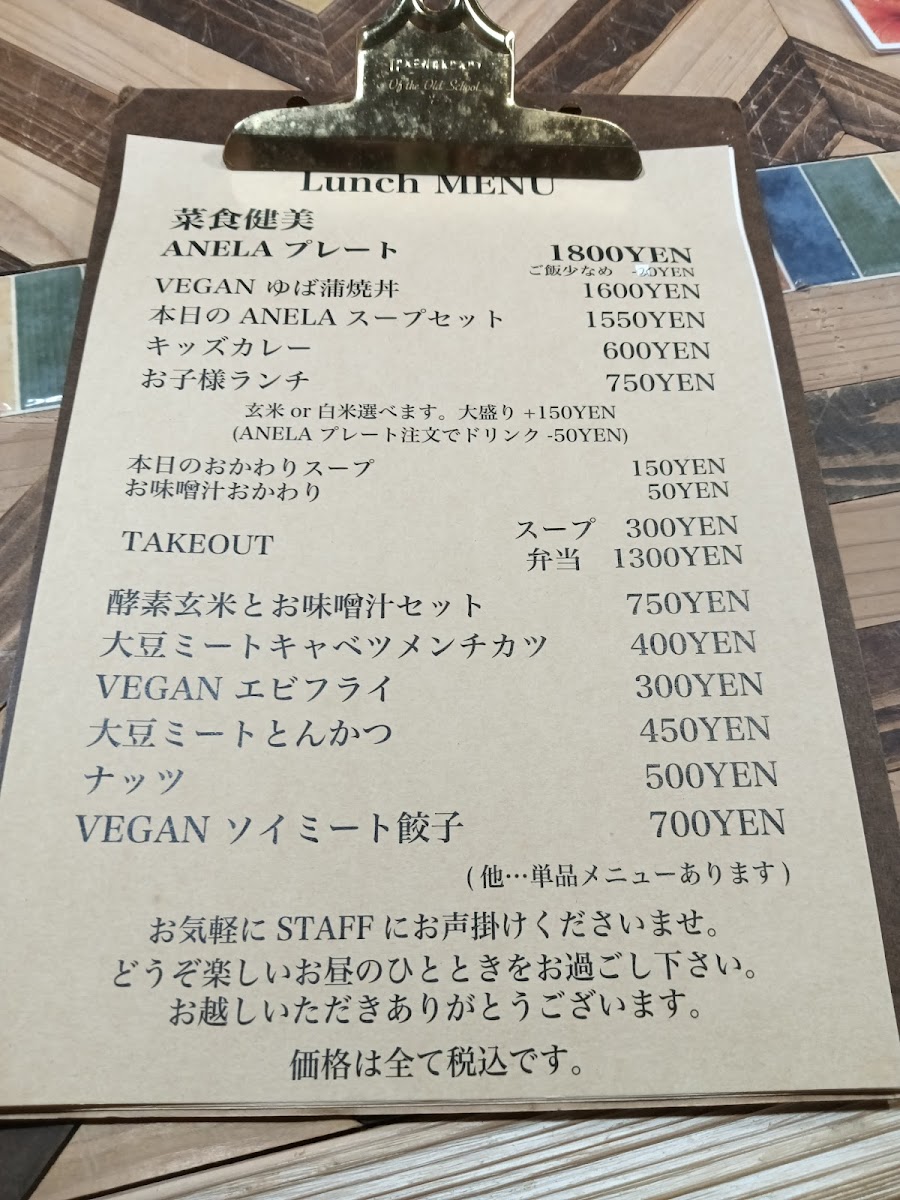 Of the Old School
Lunch MENU
菜食健美
ANELA プレート 1800YEN
ご飯少なめ YEN
VEGAN ゆば蒲焼丼 1600YEN
本日の ANELA スープセット 1550YEN
キッズカレー 600YEN
お子様ランチ 750YEN
玄米 or 白米選べます。大盛り +150YEN
(ANELA プレート注文でドリンク -50YEN)
本日のおかわりスープ 150YEN
お味噌汁おかわり 50YEN
TAKEOUT スープ 300YEN
弁当 1300YEN
酵素玄米とお味噌汁セット 750YEN
大豆ミートキャベツメンチカツ 400YEN
VEGAN エビフライ 300YEN
大豆ミートとんかつ 450YEN
ナッツ 500YEN
VEGAN ソイミート餃子 700YEN
(他…単品メニューあります)
お気軽に STAFF にお声掛けくださいませ。
どうぞ楽しいお昼のひとときをお過ごし下さい。
お越しいただきありがとうございます。
価格は全て税込です。